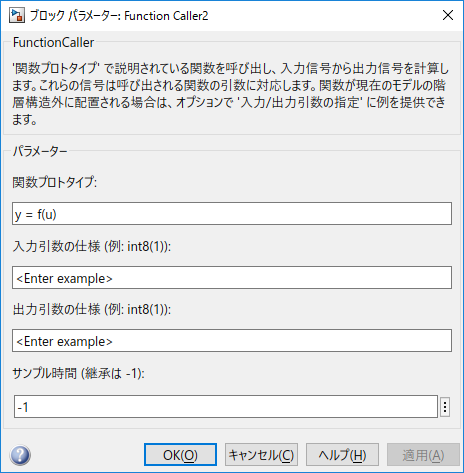 ブロック パラメーター: Function Caller2
FunctionCaller
'関数プロトタイプ' で説明されている関数を呼び出し、入力信号から出力信号を計算し
ます。これらの信号は呼び出される関数の引数に対応します。関数が現在のモデルの階
層構造外に配置される場合は、オプションで '入力/出力引数の指定' に例を提供でき
ます。
パラメーター
関数プロトタイプ:
y = f(u)
入力引数の仕様 (例: int8(1)):
<Enter example>
出力引数の仕様 (例: int8(1)):
<Enter example>
サンプル時間 (継承は -1):
-1
OK(O) キャンセル(C) ヘルプ(H) 適用(A)